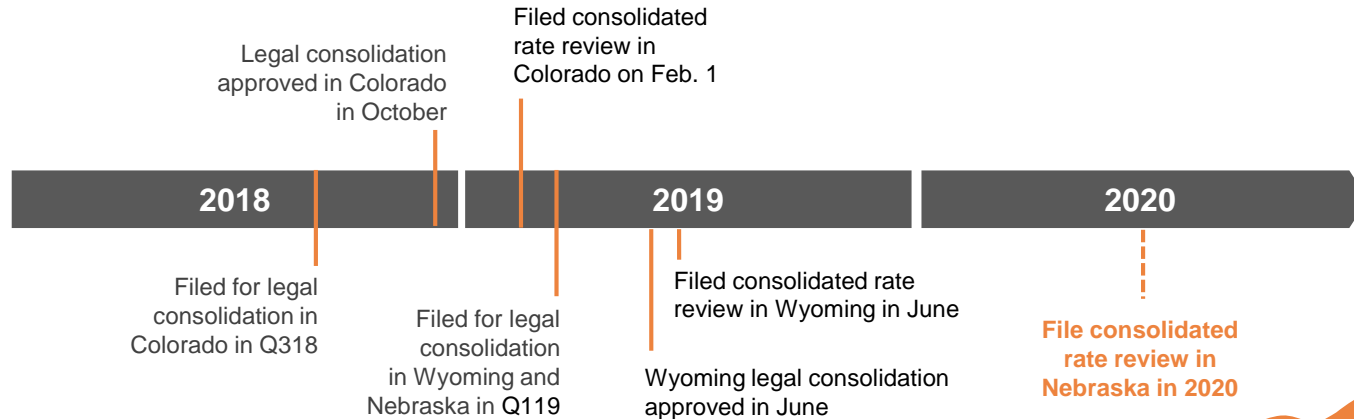 Filed consolidated
rate review in
Colorado on Feb. 1
Legal consolidation
approved in Colorado
in October
2018
2019
2020
Filed for legal
consolidation in
Colorado in Q318
Filed for legal
consolidation
in Wyoming and
Nebraska in Q119
Filed consolidated rate
review in Wyoming in June
Wyoming legal consolidation
approved in June
File consolidated
rate review in
Nebraska in 2020